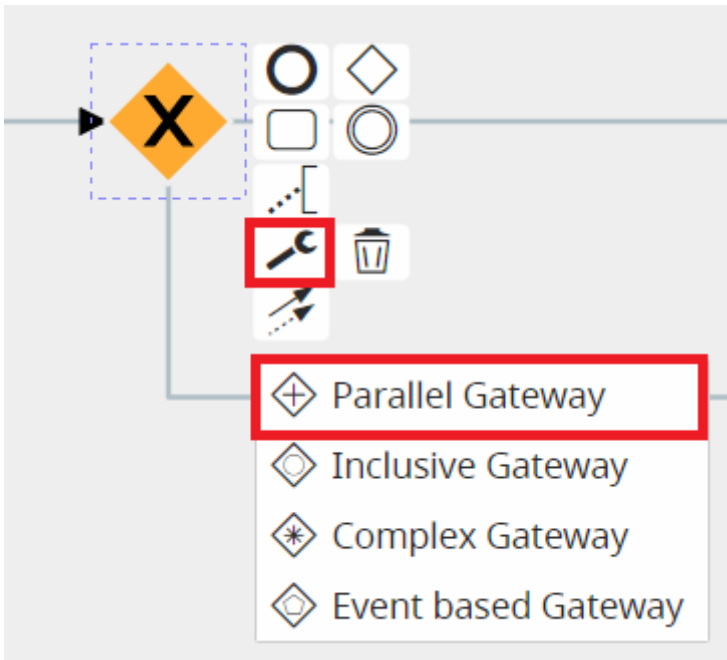 X
Parallel Gateway
Inclusive Gateway
Complex Gateway
Event based Gateway